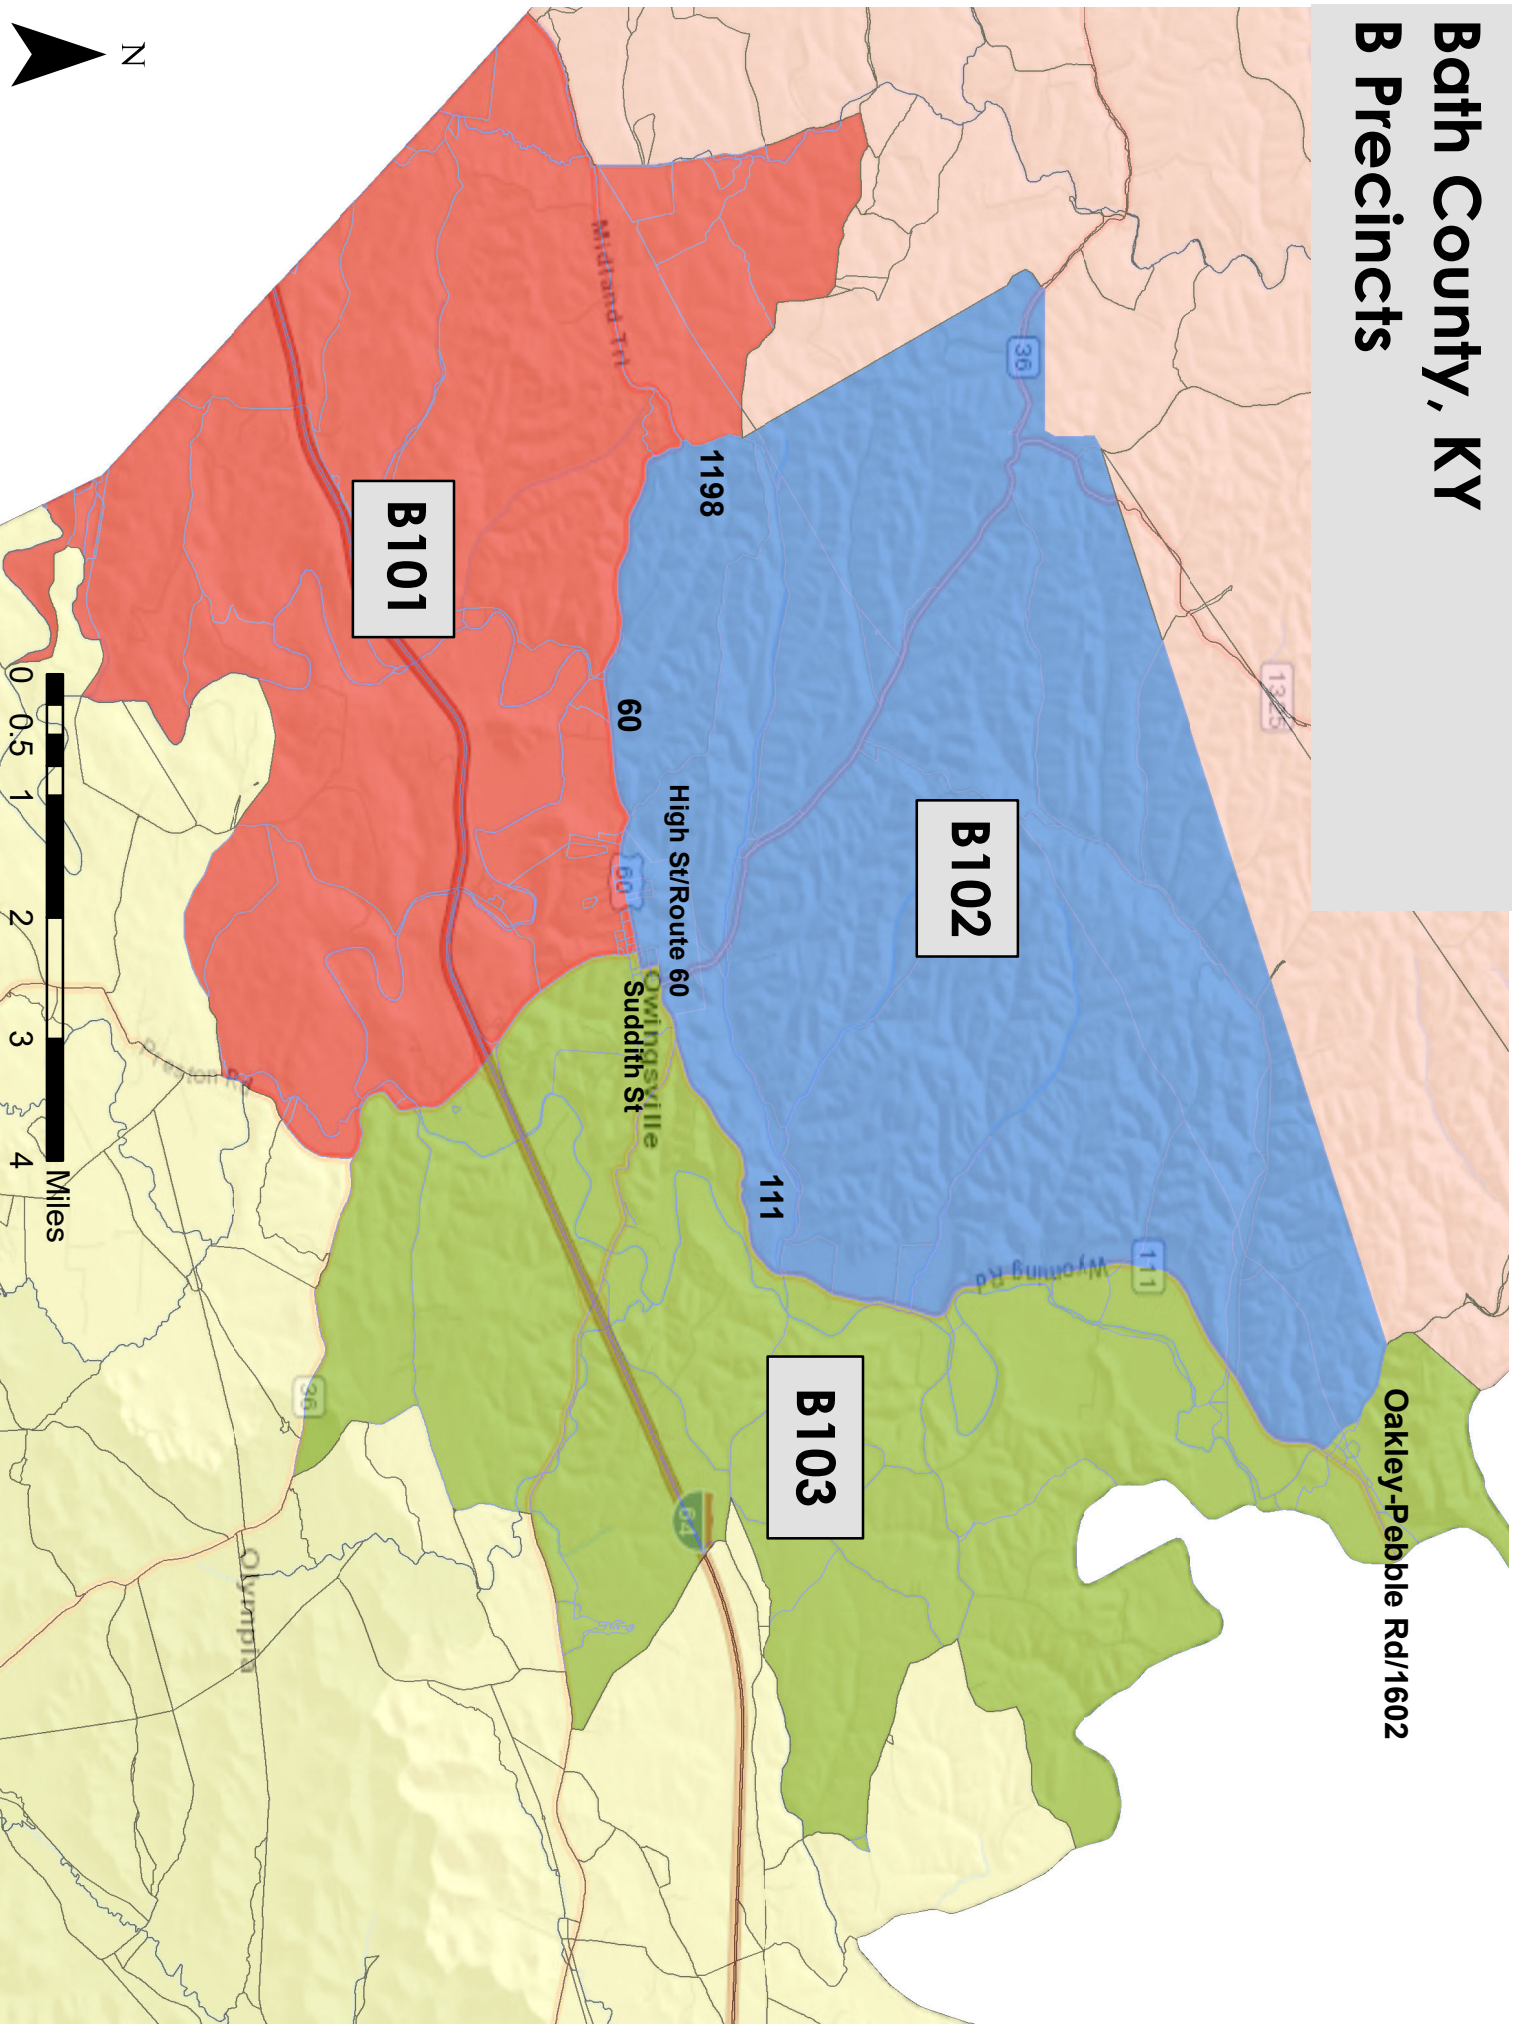 Bath County, KY
B Precincts
N
1325
36
Midland Trl
1198
B102
B101
60
High St/Route 60
60
Owingsville
Suddith St
111
Wyoming Rd
111
Oakley-Pebble Rd/1602
B103
64
Preston Rd
36
Olympia
0 0.5 1 2 3 4
Miles